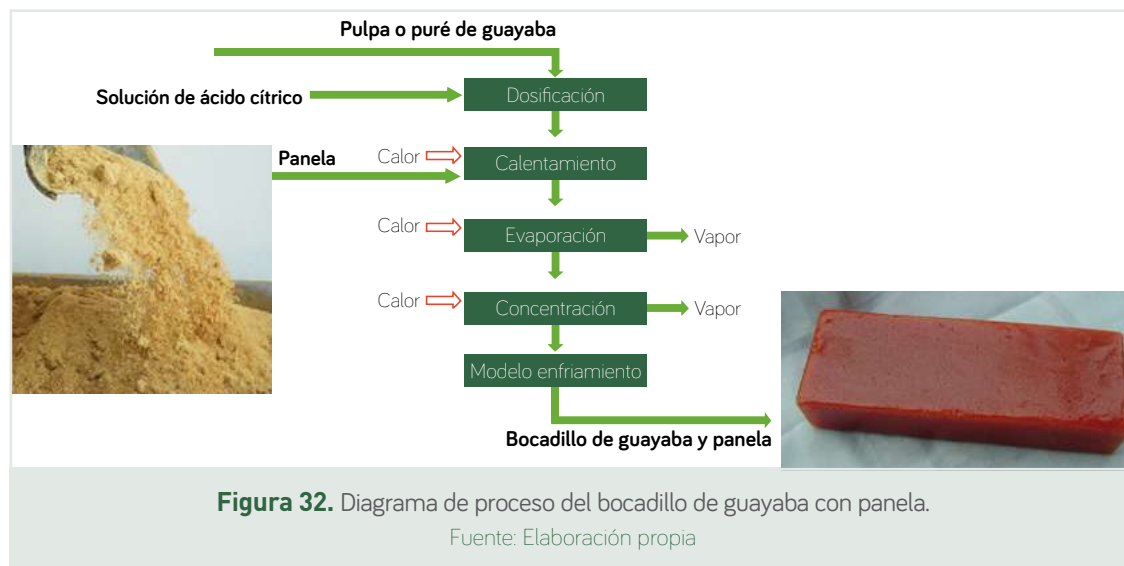 Pulpa o puré de guayaba
Solución de ácido cítrico
Dosificación
Panela
Calor
Calentamiento
Calor
Evaporación
Vapor
Calor
Concentración
Vapor
Modelo enfriamiento
Bocadillo de guayaba y panela
Figura 32. Diagrama de proceso del bocadillo de guayaba con panela.
Fuente: Elaboración propia